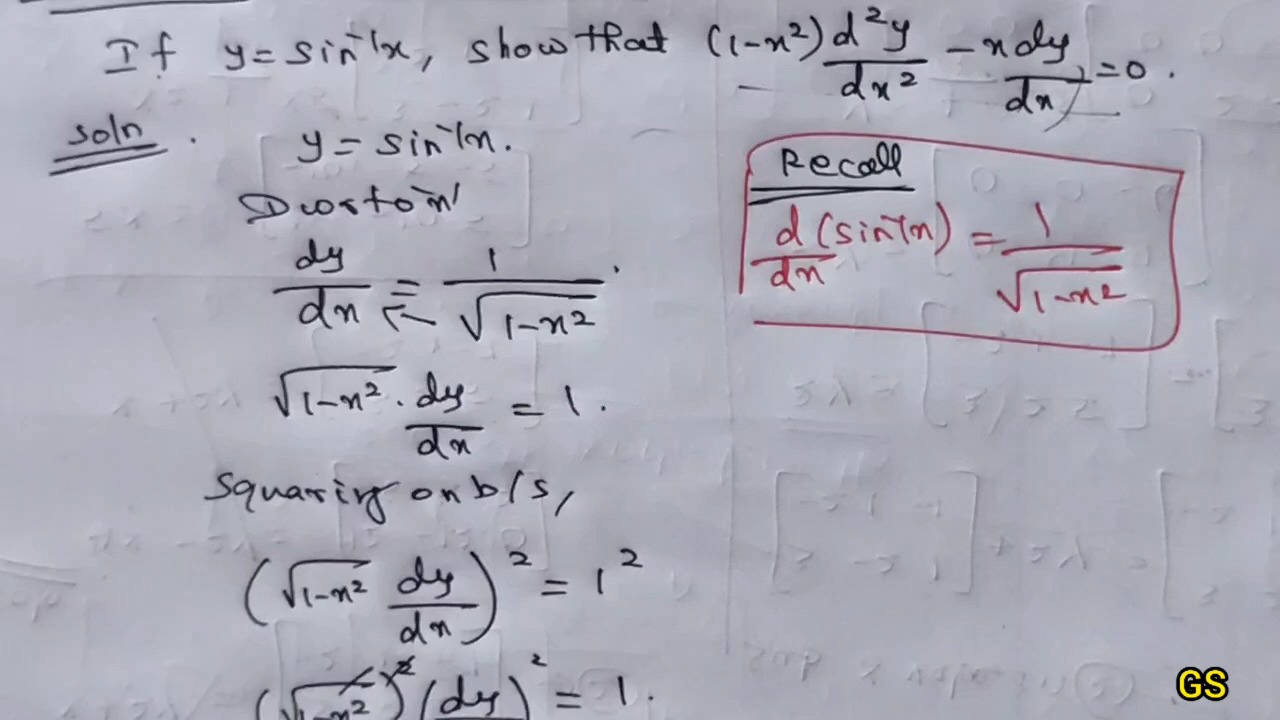 If y = sin⁻¹x, show that (1-x²) d²y/dx² - x dy/dx = 0.
Soln. y = sin⁻¹x.
D w r to 'x'
dy/dx = 1/√(1-x²).
√(1-x²) . dy/dx = 1.
Squaring on b/s,
(√(1-x²) dy/dx)² = 1²
(√(1-x²))² (dy/)² = 1.
Recall
d/dx (sin⁻¹x) = 1/√(1-x²)
GS